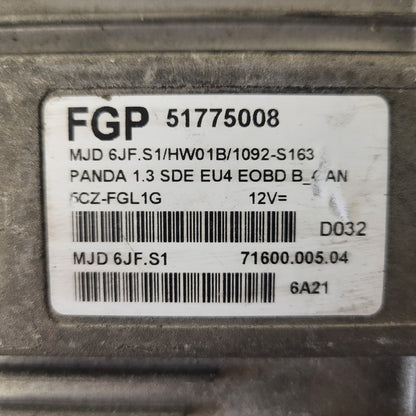 FGP 51775008
MJD 6JF.S1/HW01B/1092-S163
PANDA 1.3 SDE EU4 EOBD B_CAN
6CZ-FGL1G 12V=
D032
MJD 6JF.S1 71600.005.04
6A21